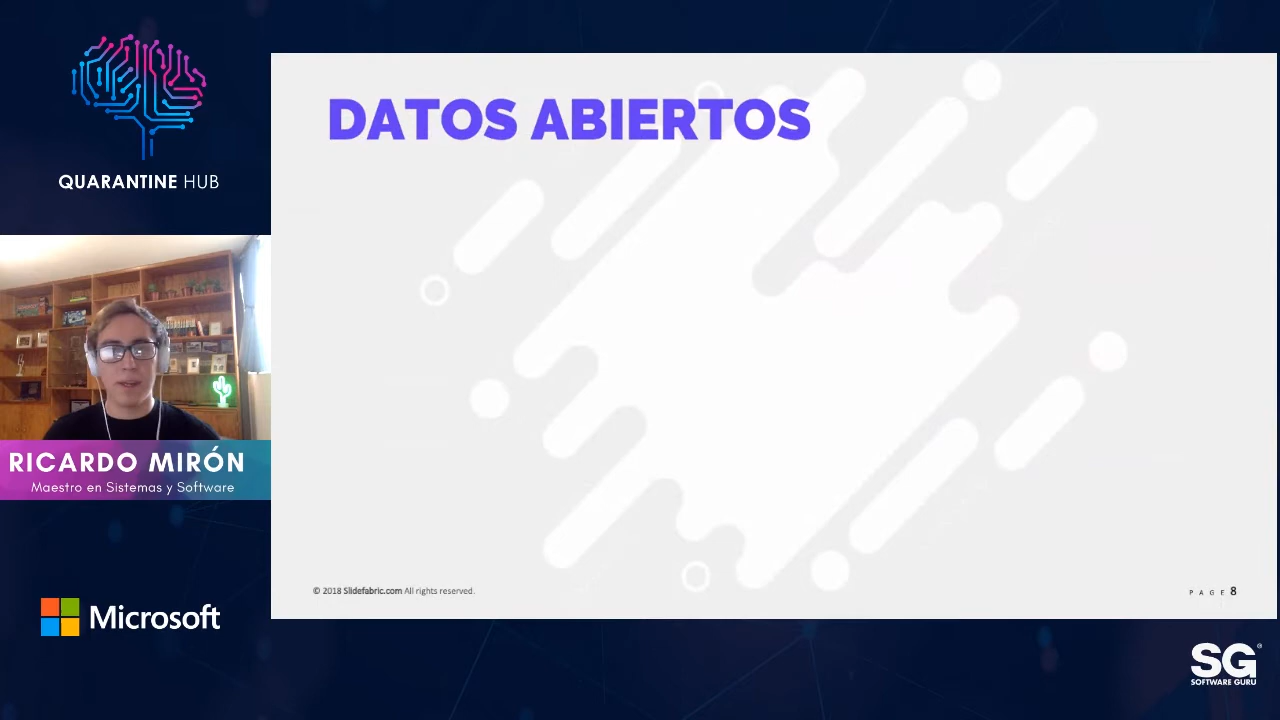 QUARANTINE HUB
RICARDO MIRÓN
Maestro en Sistemas y Software
Microsoft
DATOS ABIERTOS
© 2018 Slidefabric.com All rights reserved.
PAGE 8
SG®
SOFTWARE GURU